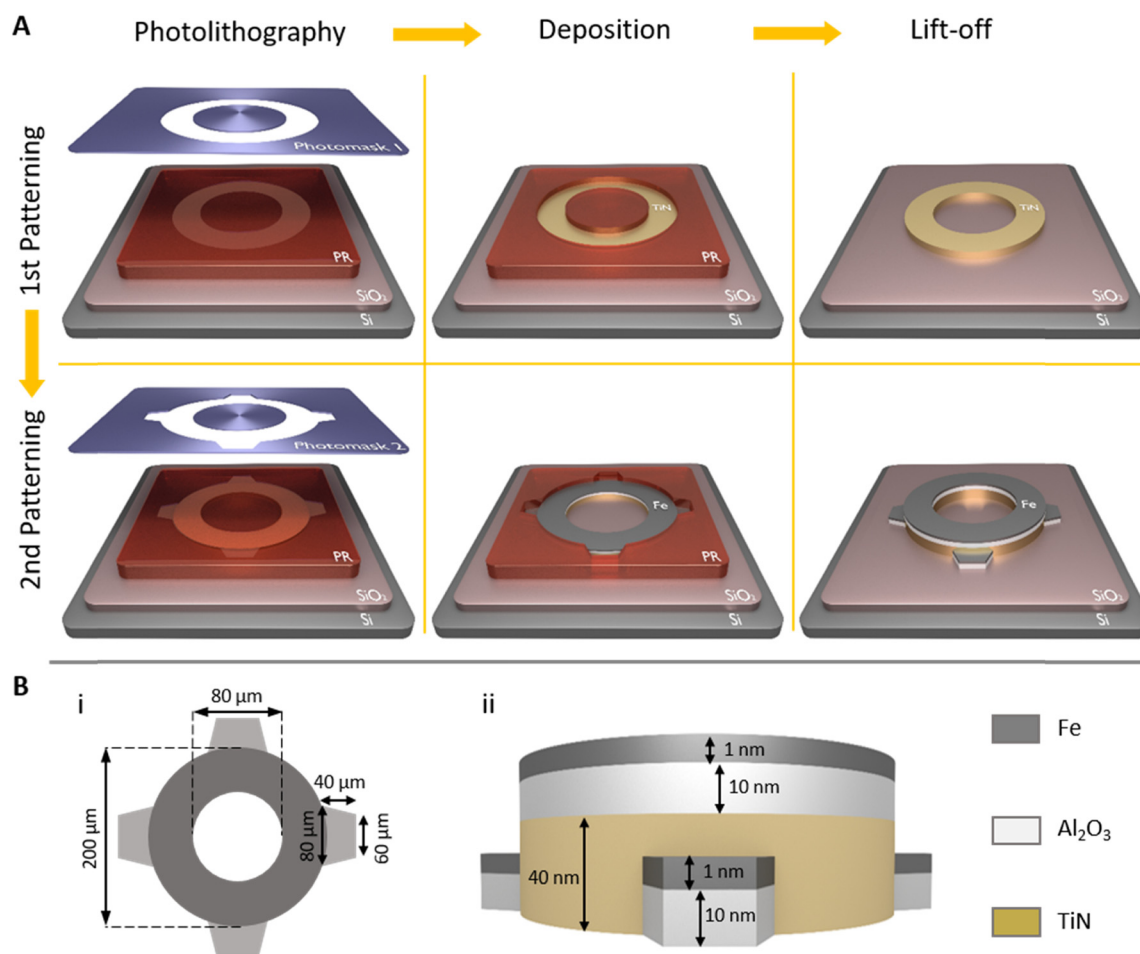 A
Photolithography
Deposition
Lift-off
1st Patterning
Photomask 1
PR
SiO₂
Si
TiN
PR
SiO₂
Si
TiN
SiO₂
Si
2nd Patterning
Photomask 2
PR
SiO₂
Si
Fe
PR
SiO₂
Si
Fe
SiO₂
Si
B
i
80 µm
200 µm
40 µm
80 µm
60 µm
ii
1 nm
10 nm
40 nm
1 nm
10 nm
Fe
Al₂O₃
TiN